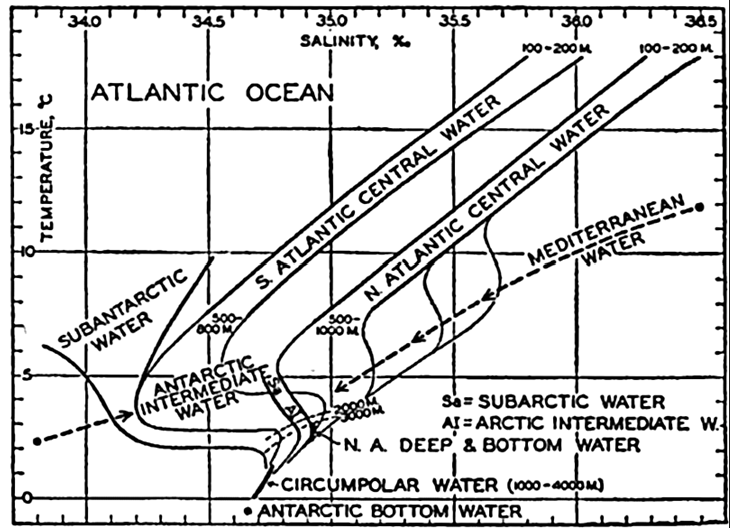 34.0 34.5 35.0 35.5 36.0 36.5
SALINITY, ‰
100-200 M. 100-200 M.
ATLANTIC OCEAN
TEMPERATURE, °C
15
10
5
0
S. ATLANTIC CENTRAL WATER
N. ATLANTIC CENTRAL WATER
MEDITERRANEAN
WATER
SUBANTARCTIC
WATER
500-
800 M.
500-
1000 M.
ANTARCTIC
INTERMEDIATE
WATER
Sa
AI
2000 M.
3000 M.
Sa = SUBARCTIC WATER
AI = ARCTIC INTERMEDIATE W.
N. A. DEEP & BOTTOM WATER
CIRCUMPOLAR WATER (1000-4000 M.)
ANTARCTIC BOTTOM WATER